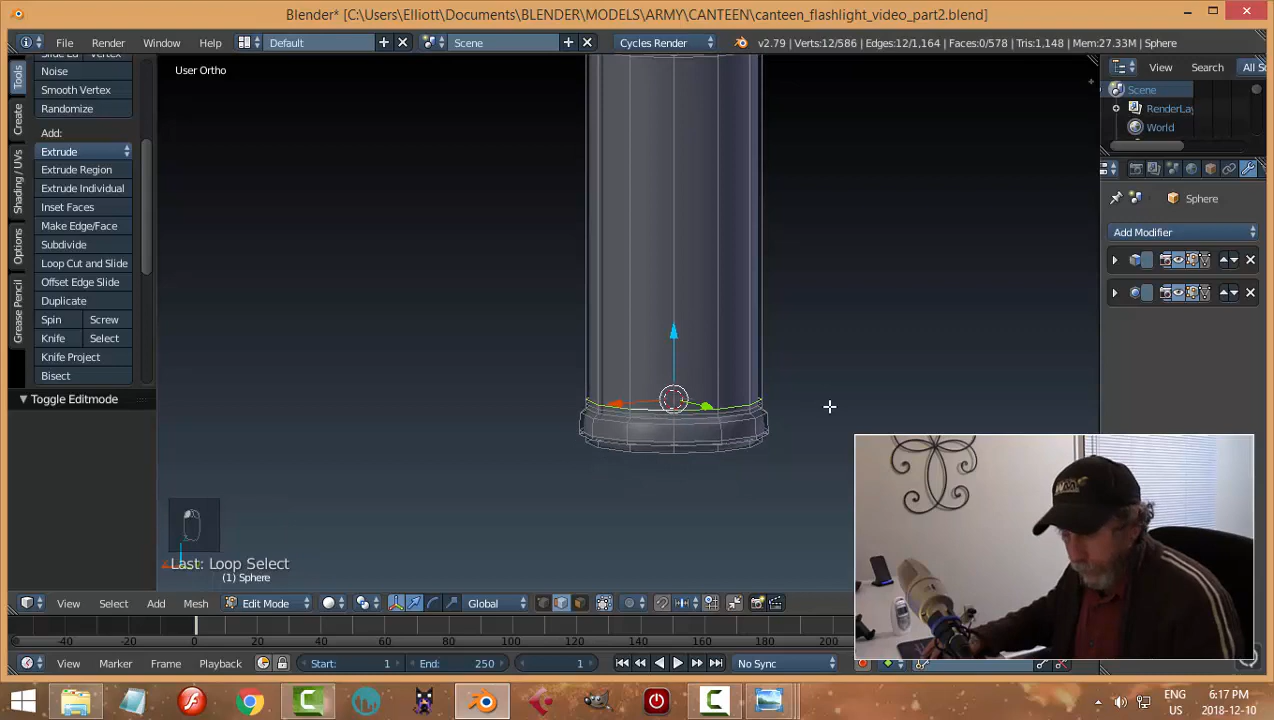 Blender* [C:\Users\Elliott\Documents\BLENDER\MODELS\ARMY\CANTEEN\canteen_flashlight_video_part2.blend]
File Render Window Help Default Scene Cycles Render v2.79 | Verts:12/586 | Edges:12/1,164 | Faces:0/578 | Tris:1,148 | Mem:27.33M | Sphere
Noise
Smooth Vertex
Randomize
Add:
Extrude
Extrude Region
Extrude Individual
Inset Faces
Make Edge/Face
Subdivide
Loop Cut and Slide
Offset Edge Slide
Duplicate
Spin Screw
Knife Select
Knife Project
Bisect
Toggle Editmode
Tools
Create
Shading / UVs
Options
Grease Pencil
User Ortho
Last: Loop Select
(1) Sphere
View Search All S
Scene
RenderLay
World
Sphere
Add Modifier
View Select Add Mesh Edit Mode Global
-40 -20 0 20 40 60 80 100 120 140 160 180 200
View Marker Frame Playback Start: 1 End: 250 1 No Sync
ENG 6:17 PM
US 2018-12-10